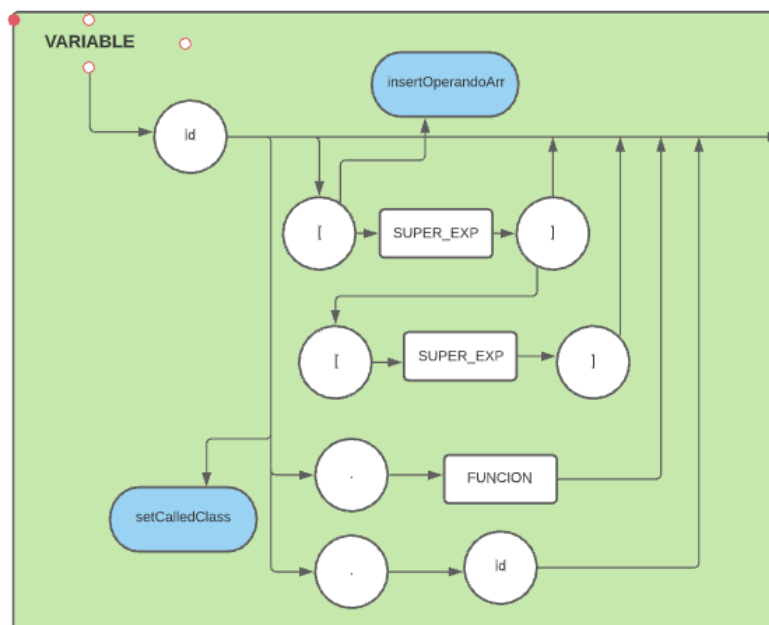 VARIABLE
insertOperandoArr
Id
[
SUPER_EXP
]
[
SUPER_EXP
]
.
FUNCION
setCalledClass
.
Id